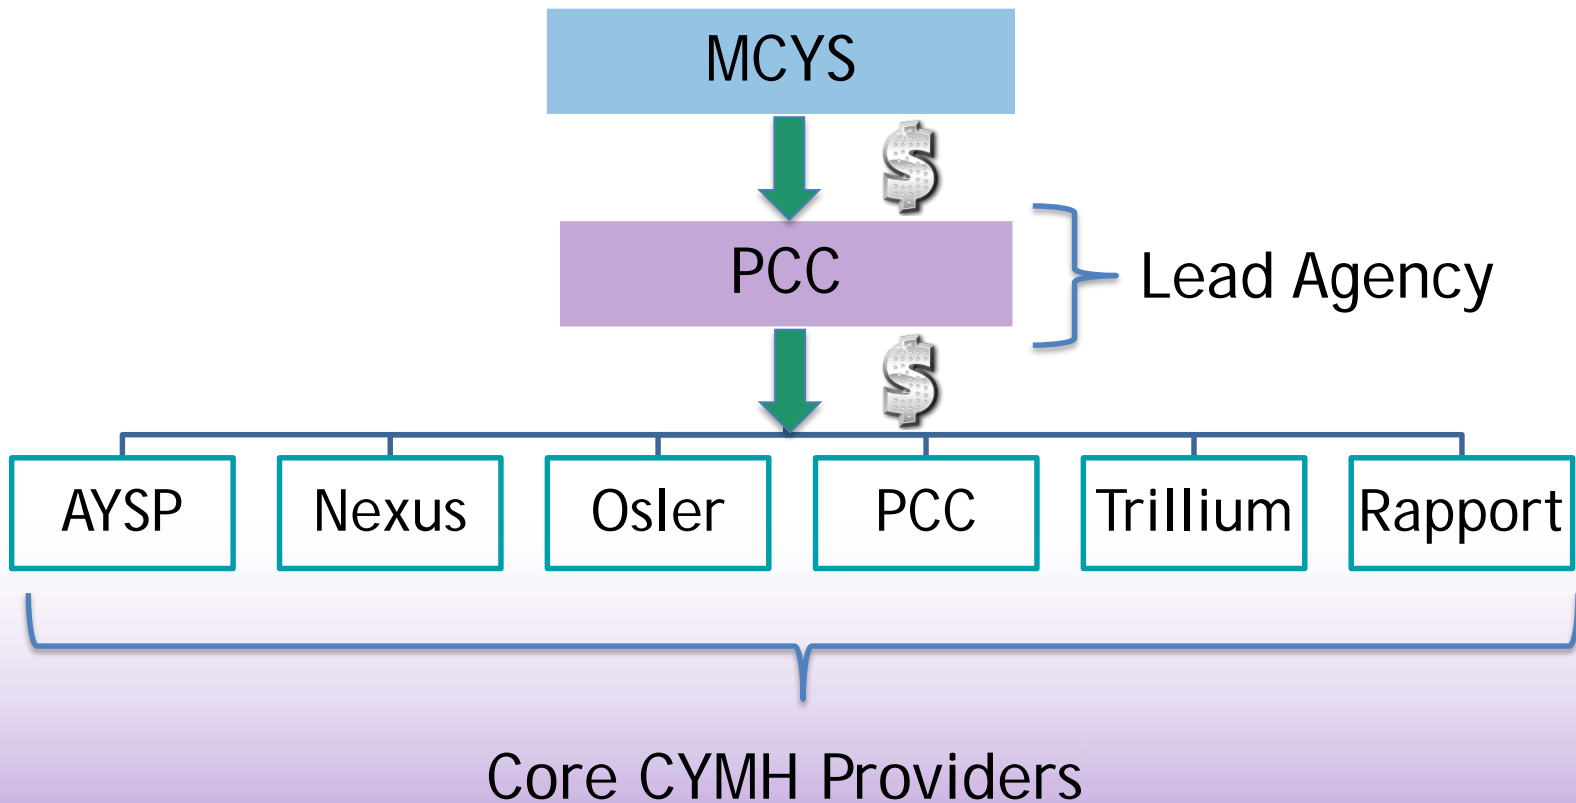 MCYS
$
PCC
Lead Agency
$
AYSP
Nexus
Osler
PCC
Trillium
Rapport
Core CYMH Providers